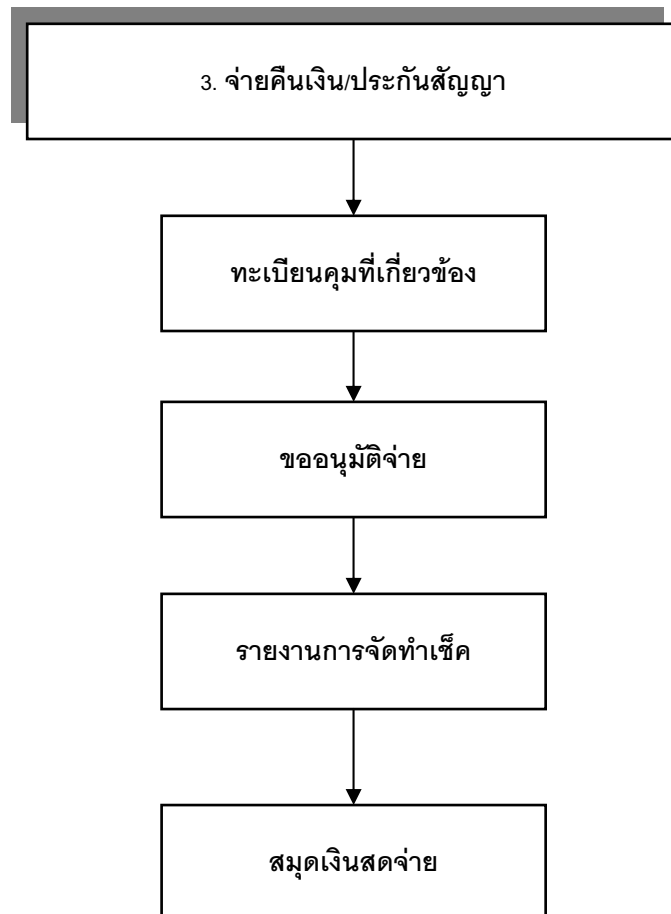 3. จ่ายคืนเงิน/ประกันสัญญา
ทะเบียนคุมที่เกี่ยวข้อง
ขออนุมัติจ่าย
รายงานการจัดทำเช็ค
สมุดเงินสดจ่าย